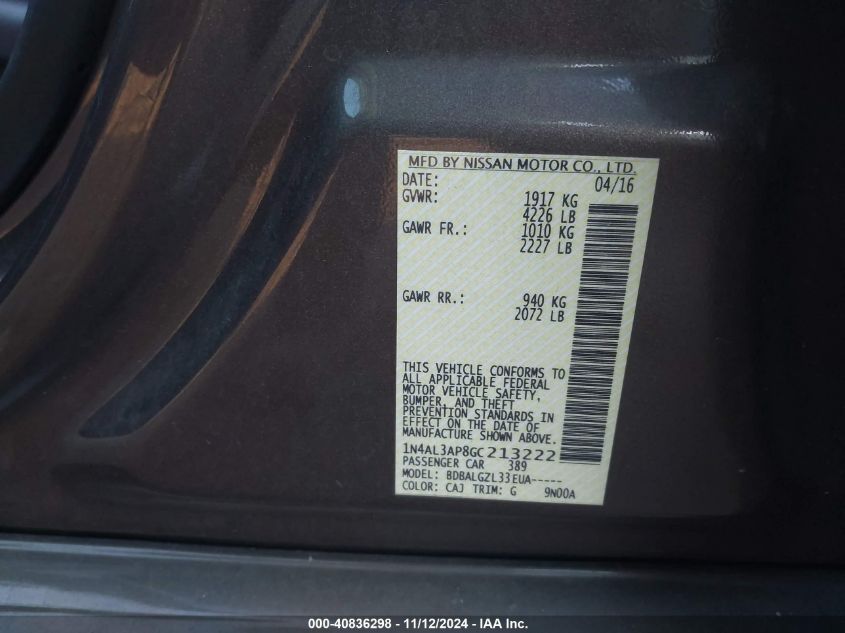 MFD BY NISSAN MOTOR CO., LTD.
DATE: 04/16
GVWR: 1917 KG
4226 LB
GAWR FR.: 1010 KG
2227 LB
GAWR RR.: 940 KG
2072 LB
THIS VEHICLE CONFORMS TO
ALL APPLICABLE FEDERAL
MOTOR VEHICLE SAFETY,
BUMPER, AND THEFT
PREVENTION STANDARDS IN
EFFECT ON THE DATE OF
MANUFACTURE SHOWN ABOVE.
1N4AL3AP8GC213222
PASSENGER CAR 389
MODEL: BDBALGZL33EUA-----
COLOR: CAJ TRIM: G 9N00A
000-40836298 - 11/12/2024 - IAA Inc.